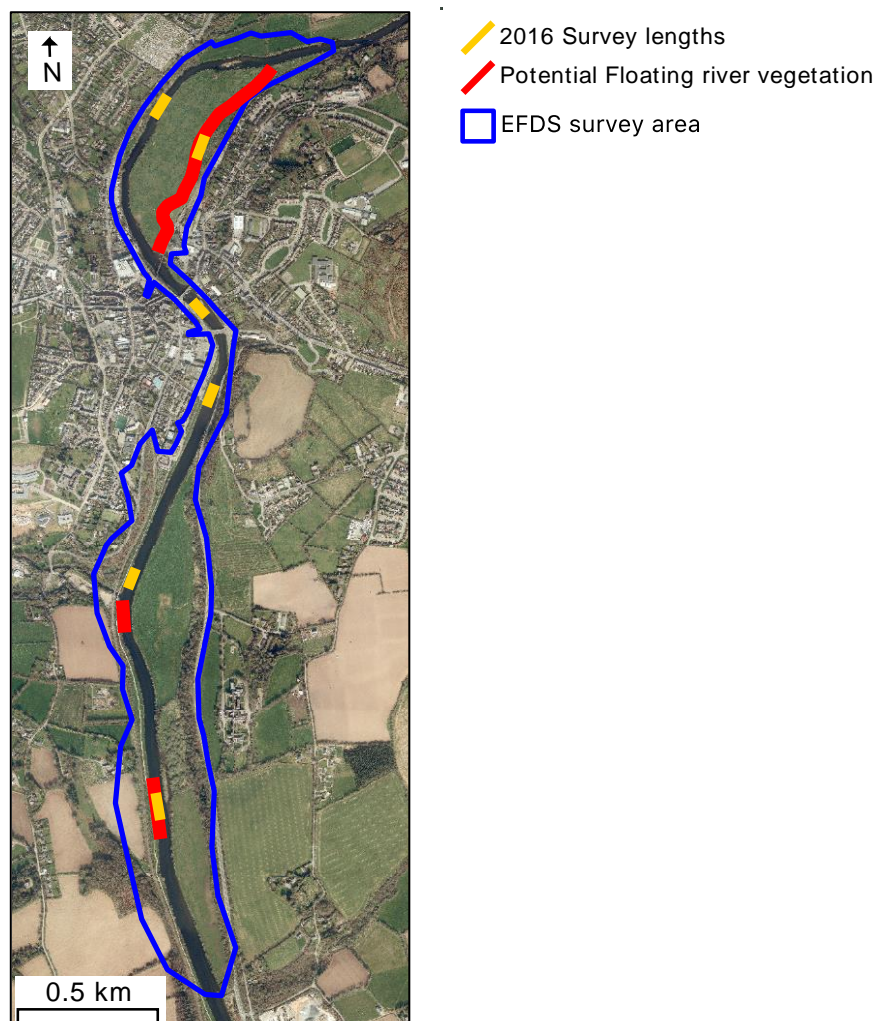 N
2016 Survey lengths
Potential Floating river vegetation
EFDS survey area
0.5 km